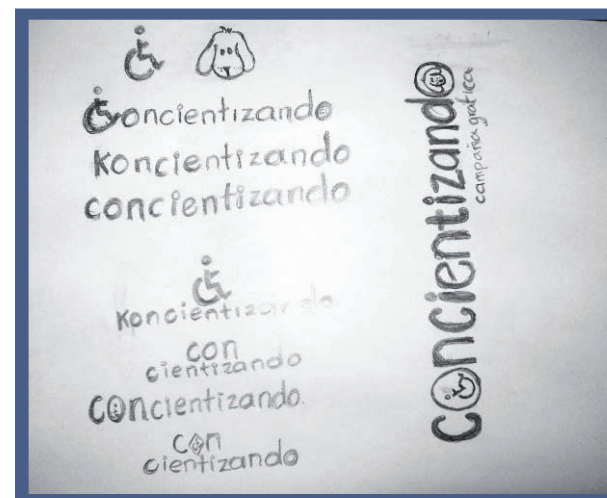 Concientizando
Koncientizando
concientizando
Koncientizando
con
cientizando
Concientizando.
Con
cientizando
Concientizando
campaña gráfica